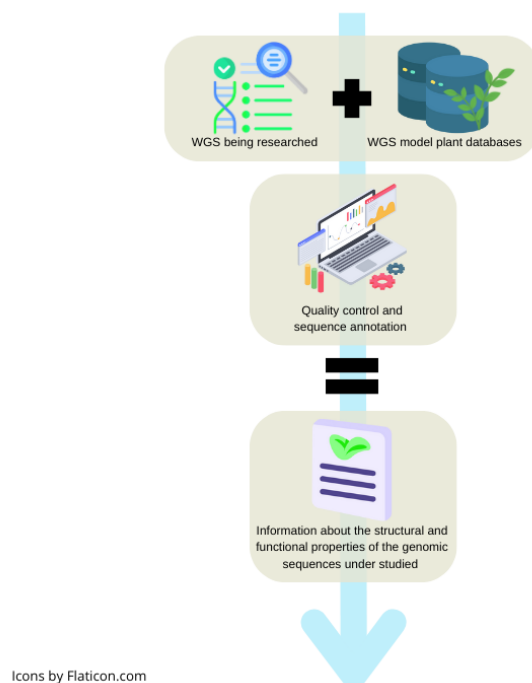 WGS being researched
WGS model plant databases
Quality control and
sequence annotation
Information about the structural and
functional properties of the genomic
sequences under studied
Icons by Flaticon.com